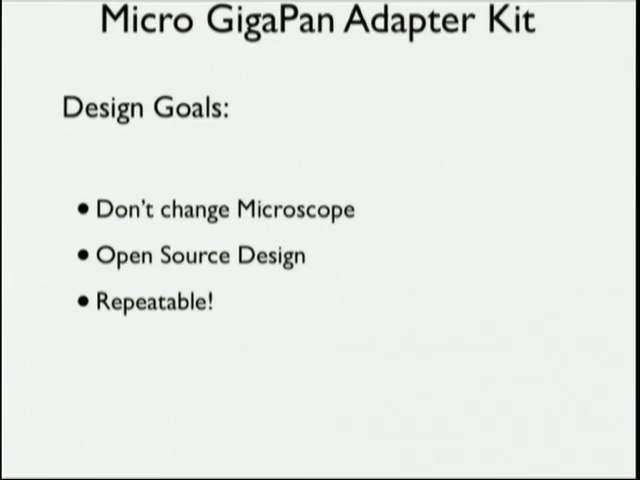 Micro GigaPan Adapter Kit
Design Goals:
• Don't change Microscope
• Open Source Design
• Repeatable!